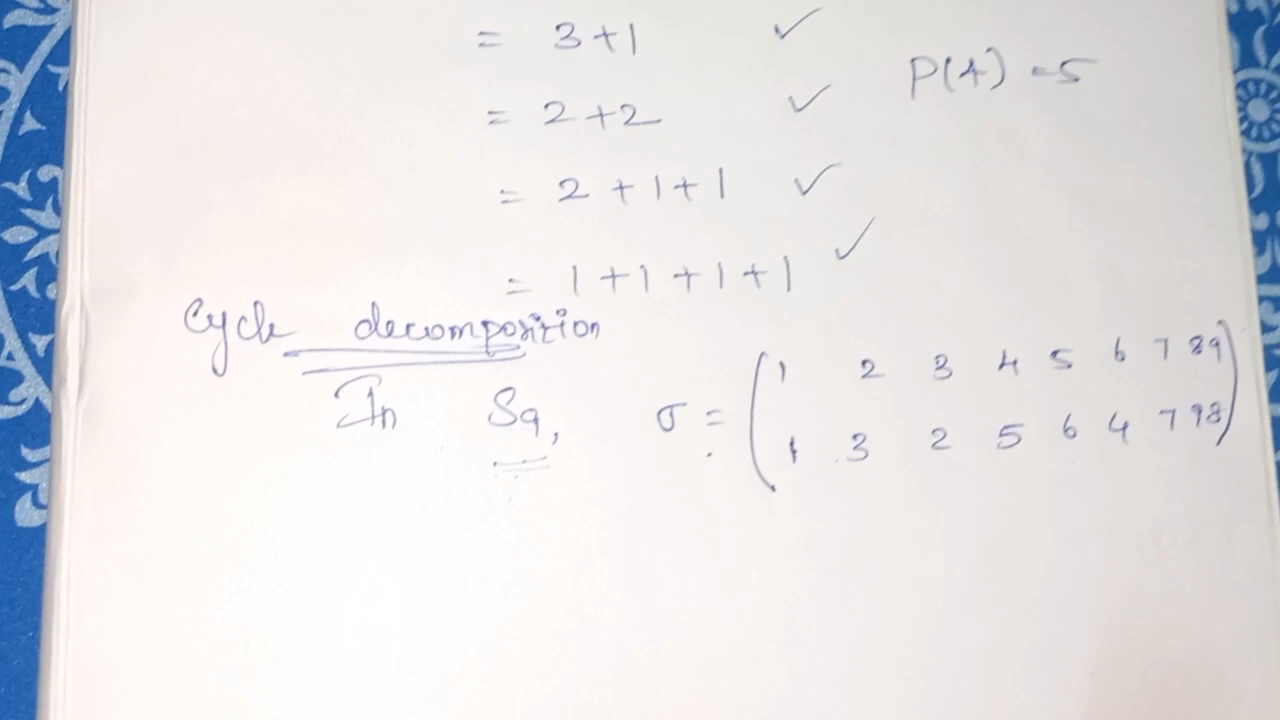 = 3+1 ✓
P(4) = 5
= 2+2 ✓
= 2+1+1 ✓
= 1+1+1+1 ✓
Cycle decomposition
In S9, σ = (1 2 3 4 5 6 7 8 9
1 3 2 5 6 4 7 9 8)